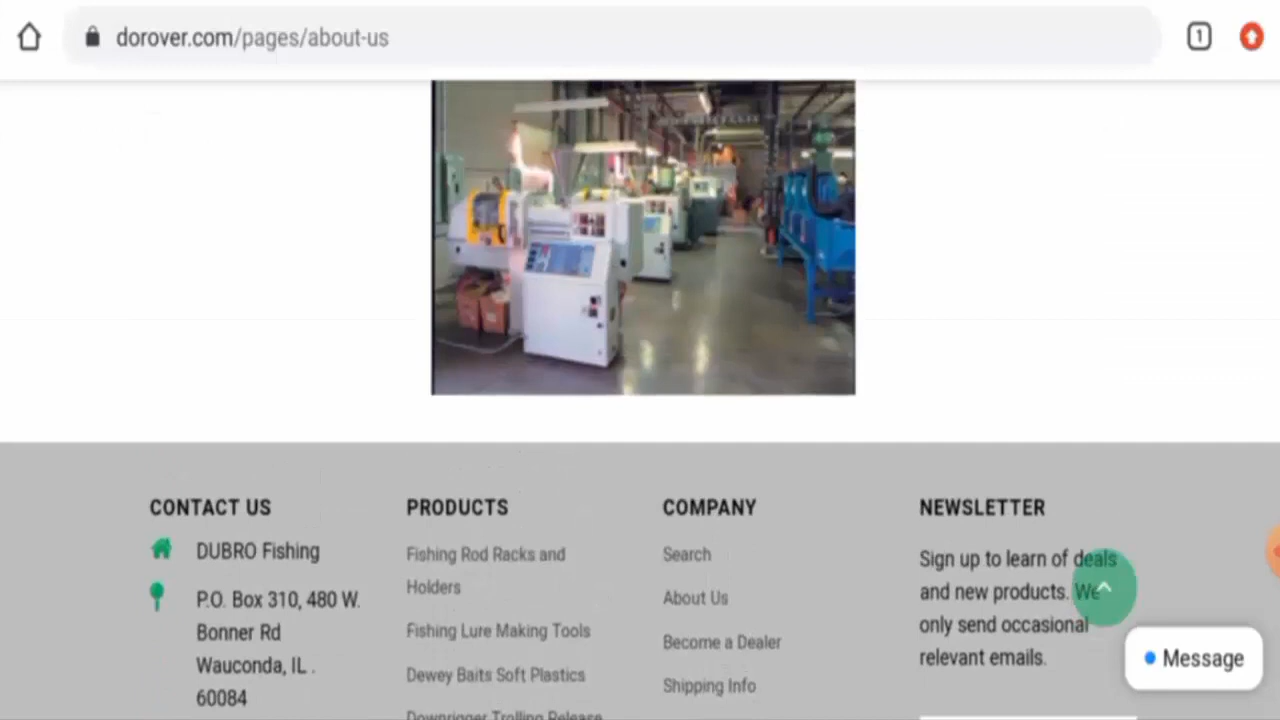 1
dorover.com/pages/about-us
CONTACT US
DUBRO Fishing
P.O. Box 310, 480 W.
Bonner Rd
Wauconda, IL .
60084
PRODUCTS
Fishing Rod Racks and
Holders
Fishing Lure Making Tools
Dewey Baits Soft Plastics
Downrigger Trolling Release
COMPANY
Search
About Us
Become a Dealer
Shipping Info
NEWSLETTER
Sign up to learn of deals
and new products. We
only send occasional
relevant emails.
Message